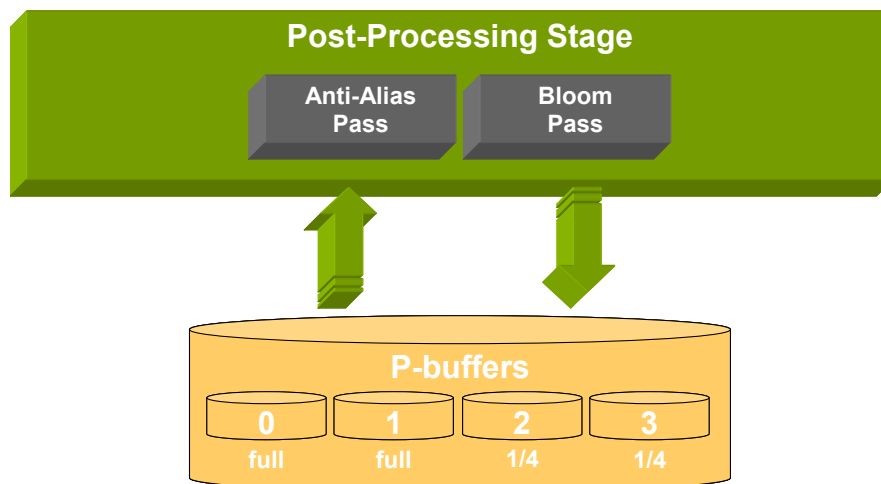 Post-Processing Stage
Anti-Alias
Pass
Bloom
Pass
P-buffers
0
1
2
3
full
full
1/4
1/4